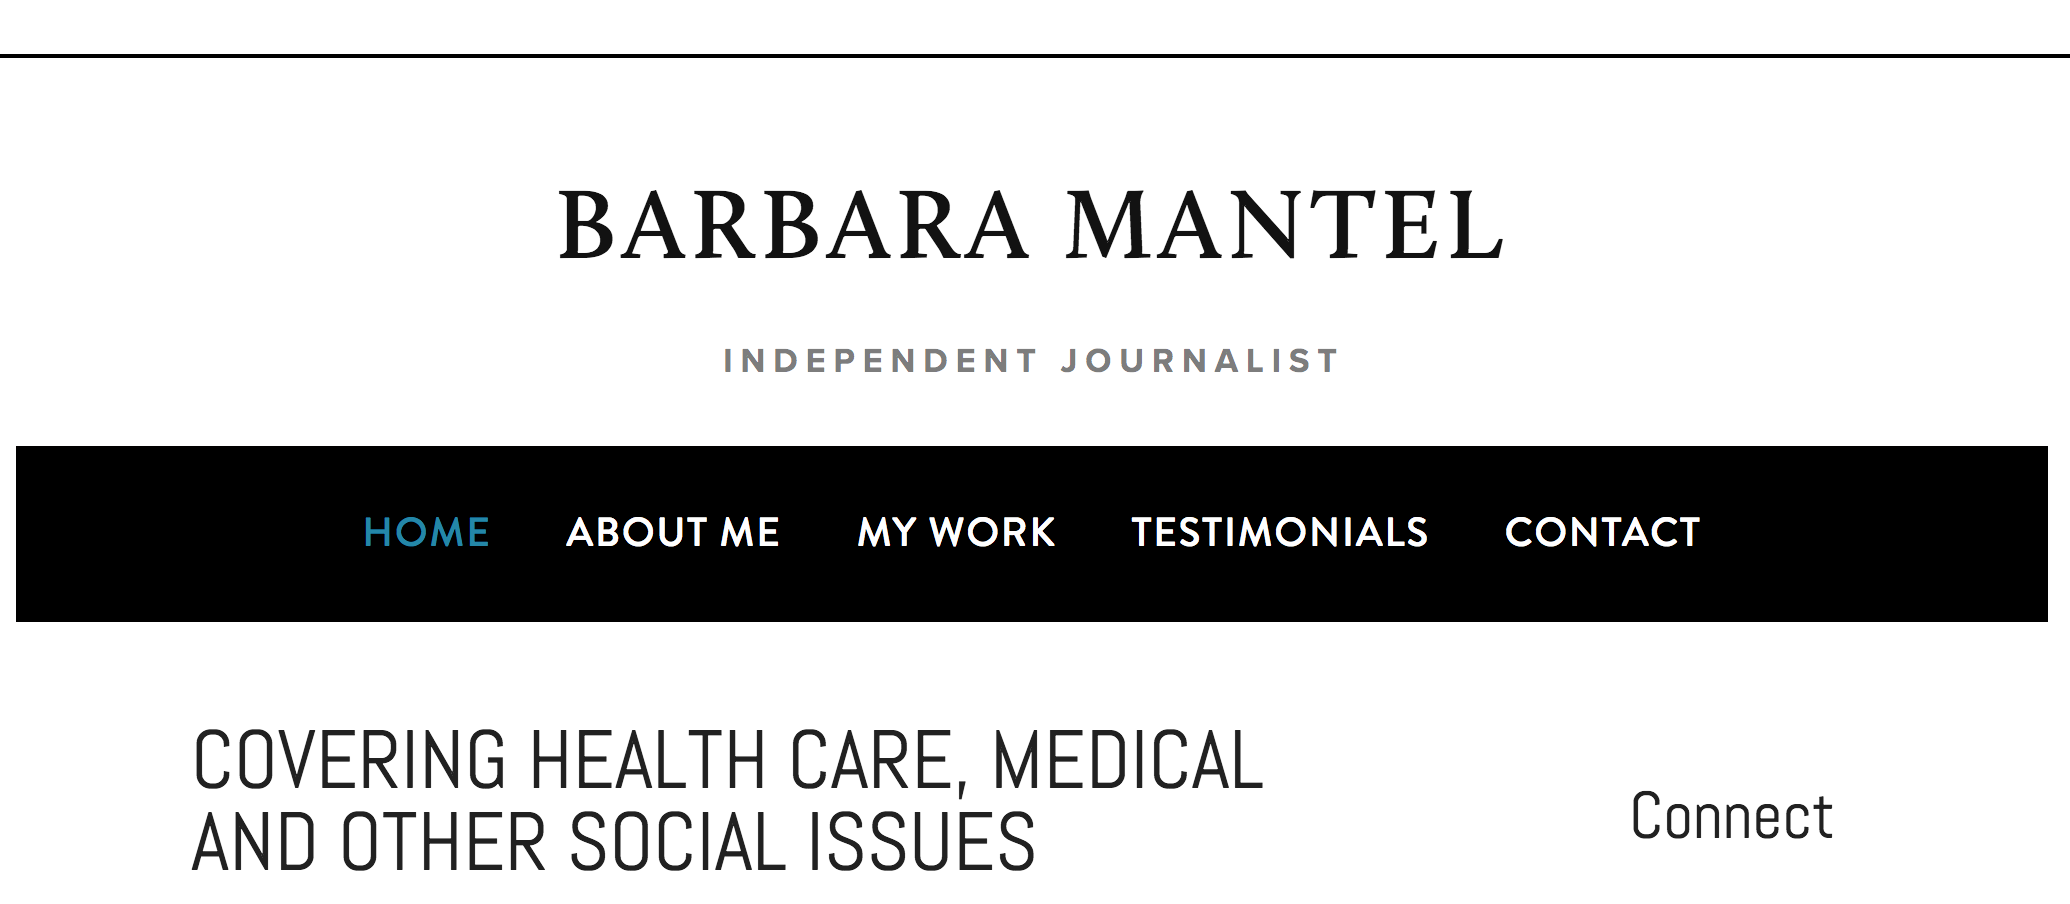 BARBARA MANTEL
INDEPENDENT JOURNALIST
HOME ABOUT ME MY WORK TESTIMONIALS CONTACT
COVERING HEALTH CARE, MEDICAL
AND OTHER SOCIAL ISSUES
Connect